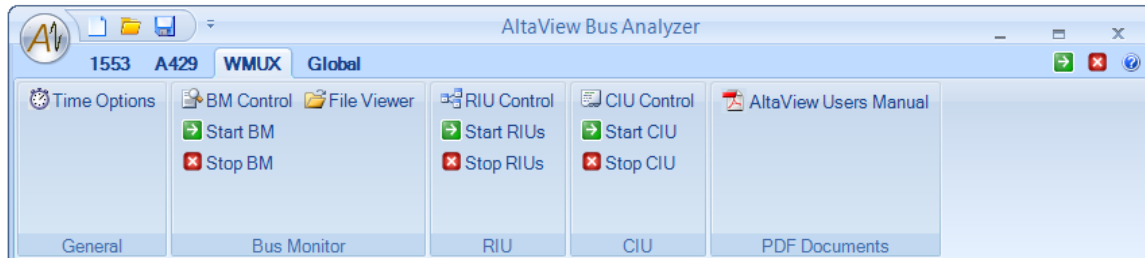 AltaView Bus Analyzer
1553 A429 WMUX Global
Time Options BM Control File Viewer RIU Control CIU Control AltaView Users Manual
Start BM Start RIUs Start CIU
Stop BM Stop RIUs Stop CIU
General Bus Monitor RIU CIU PDF Documents